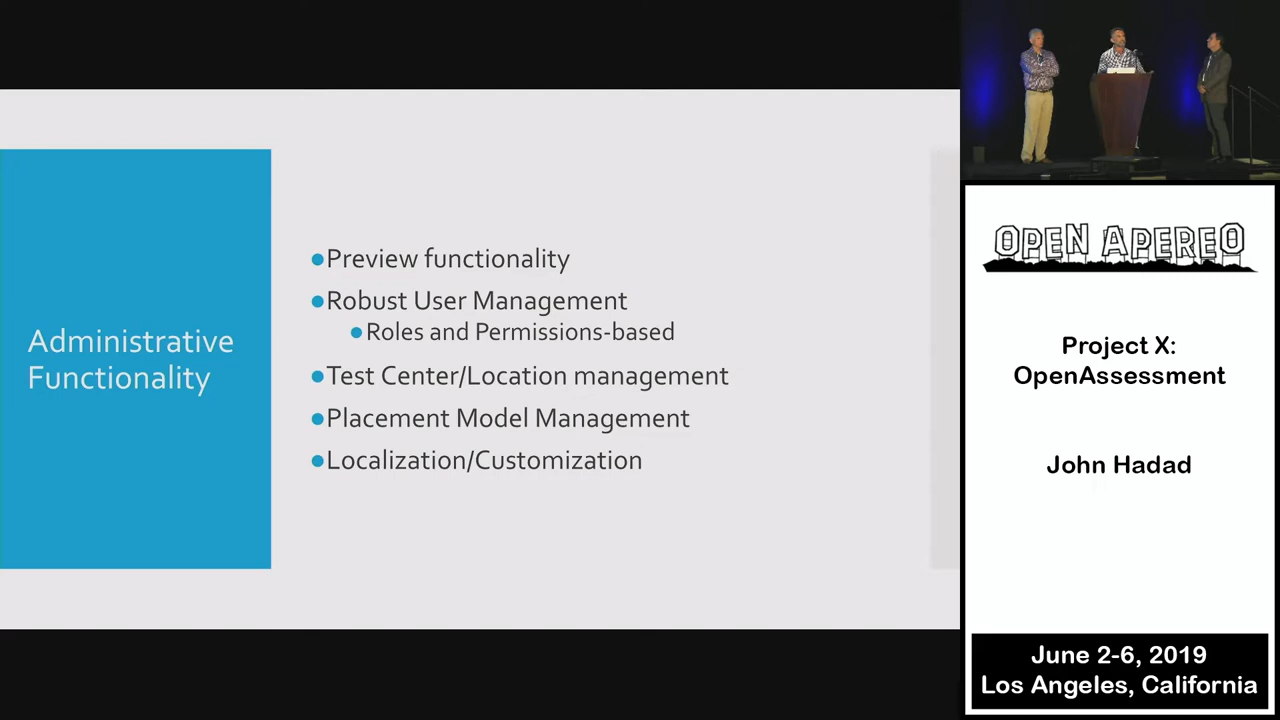 Administrative
Functionality
●Preview functionality
●Robust User Management
●Roles and Permissions-based
●Test Center/Location management
●Placement Model Management
●Localization/Customization
OPEN APEREO
Project X:
OpenAssessment
John Hadad
June 2-6, 2019
Los Angeles, California